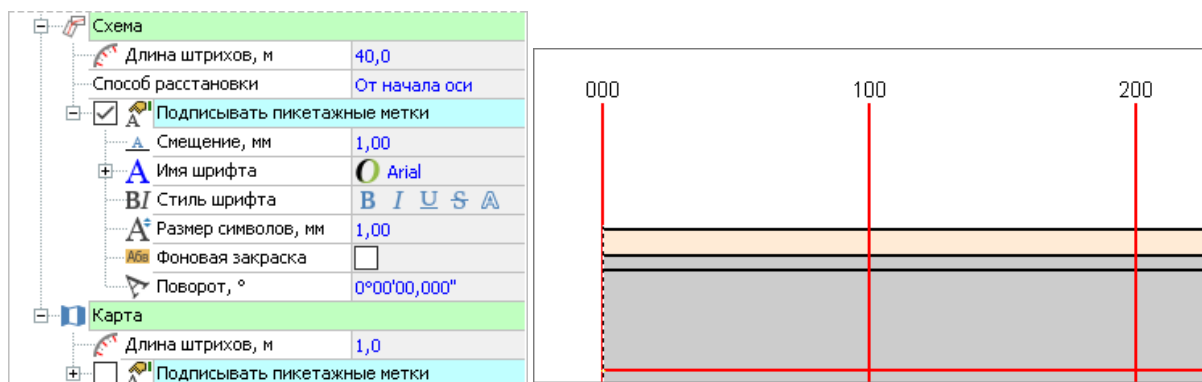 Схема
Длина штрихов, м 40,0
Способ расстановки От начала оси
Подписывать пикетажные метки
Смещение, мм 1,00
Имя шрифта Arial
Стиль шрифта B I U S A
Размер символов, мм 1,00
Фоновая закраска
Поворот, ° 0°00'00,000"
Карта
Длина штрихов, м 1,0
Подписывать пикетажные метки
000 100 200